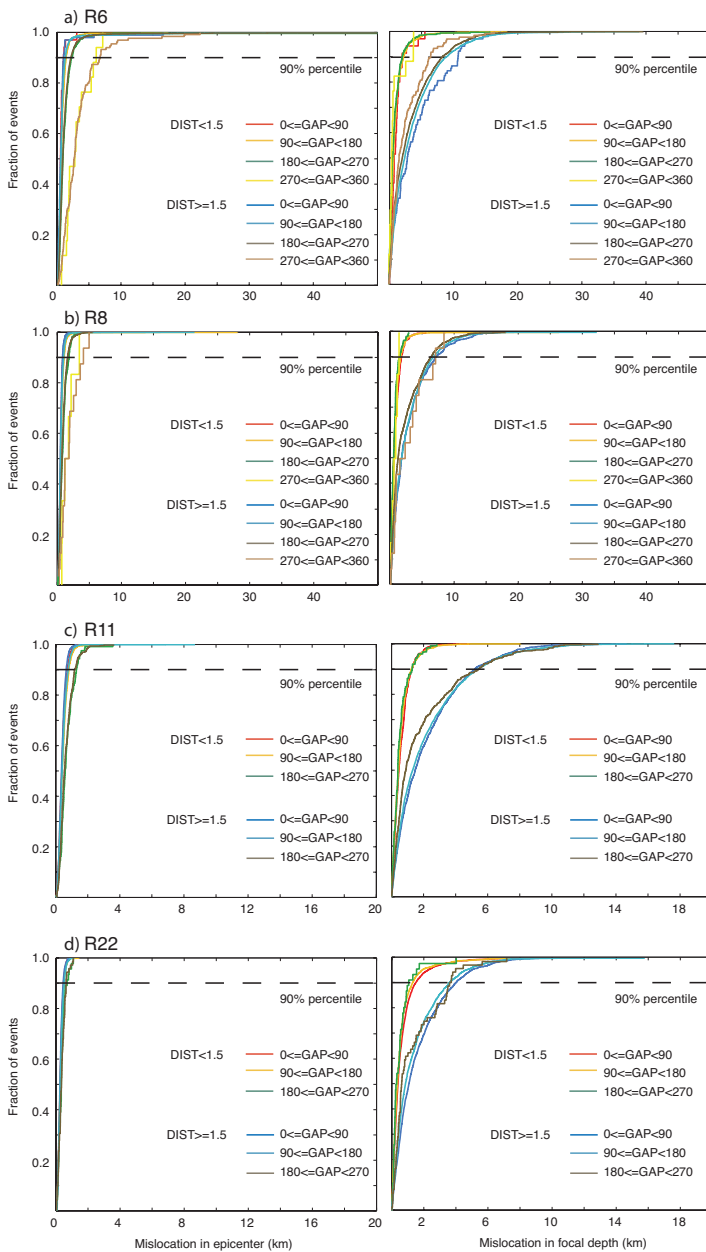 a) R6
Fraction of events
1.0
0.8
0.6
0.4
0.2
90% percentile
DIST<1.5
0<=GAP<90
90<=GAP<180
180<=GAP<270
270<=GAP<360
DIST>=1.5
0<=GAP<90
90<=GAP<180
180<=GAP<270
270<=GAP<360
0 10 20 30 40
90% percentile
DIST<1.5
0<=GAP<90
90<=GAP<180
180<=GAP<270
270<=GAP<360
DIST>=1.5
0<=GAP<90
90<=GAP<180
180<=GAP<270
270<=GAP<360
10 20 30 40
b) R8
Fraction of events
1.0
0.8
0.6
0.4
0.2
90% percentile
DIST<1.5
0<=GAP<90
90<=GAP<180
180<=GAP<270
270<=GAP<360
DIST>=1.5
0<=GAP<90
90<=GAP<180
180<=GAP<270
270<=GAP<360
0 10 20 30 40
90% percentile
DIST<1.5
0<=GAP<90
90<=GAP<180
180<=GAP<270
270<=GAP<360
DIST>=1.5
0<=GAP<90
90<=GAP<180
180<=GAP<270
270<=GAP<360
10 20 30 40
c) R11
Fraction of events
1.0
0.8
0.6
0.4
0.2
90% percentile
DIST<1.5
0<=GAP<90
90<=GAP<180
180<=GAP<270
DIST>=1.5
0<=GAP<90
90<=GAP<180
180<=GAP<270
0 4 8 12 16 20
90% percentile
DIST<1.5
0<=GAP<90
90<=GAP<180
180<=GAP<270
DIST>=1.5
0<=GAP<90
90<=GAP<180
180<=GAP<270
2 6 10 14 18
d) R22
Fraction of events
1.0
0.8
0.6
0.4
0.2
90% percentile
DIST<1.5
0<=GAP<90
90<=GAP<180
180<=GAP<270
DIST>=1.5
0<=GAP<90
90<=GAP<180
180<=GAP<270
0 4 8 12 16 20
Mislocation in epicenter (km)
90% percentile
DIST<1.5
0<=GAP<90
90<=GAP<180
180<=GAP<270
DIST>=1.5
0<=GAP<90
90<=GAP<180
180<=GAP<270
2 6 10 14 18
Mislocation in focal depth (km)